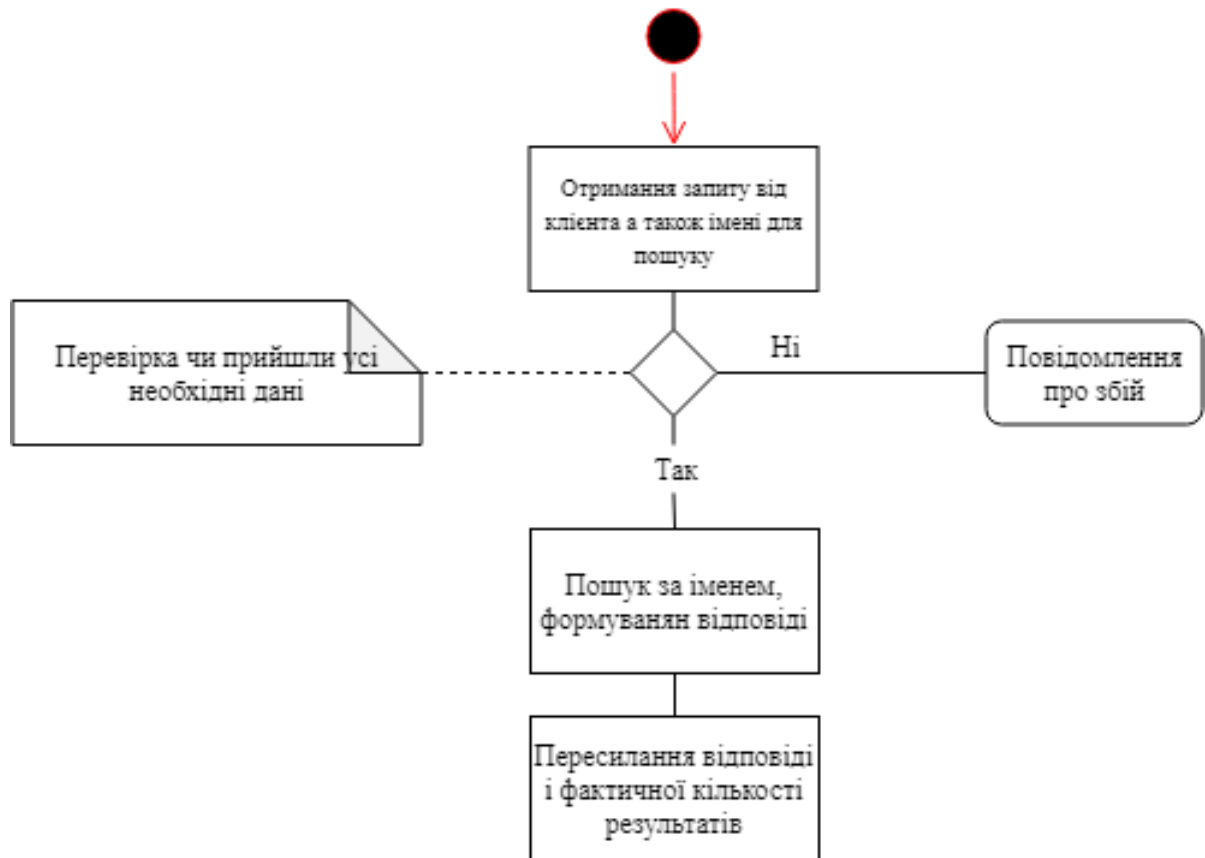 Отримання запиту від
клієнта а також імені для
пошуку
Перевірка чи прийшли усі
необхідні дані
Ні
Повідомлення
про збій
Так
Пошук за іменем,
формуванян відповіді
Пересилання відповіді
і фактичної кількості
результатів